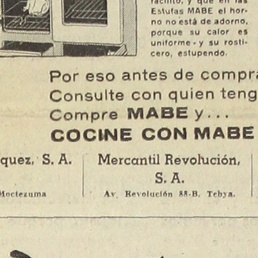 racinto, y que en las
Estufas MABE el hor-
no no está de adorno,
porque su calor es
uniforme - y su rosti-
cero, estupendo.
Por eso antes de compra
Consulte con quien teng
Compre MABE y...
COCINE CON MABE
quez, S. A.
Moctezuma
Mercantil Revolución,
S. A.
Av. Revolución 88-B. Tcbya.